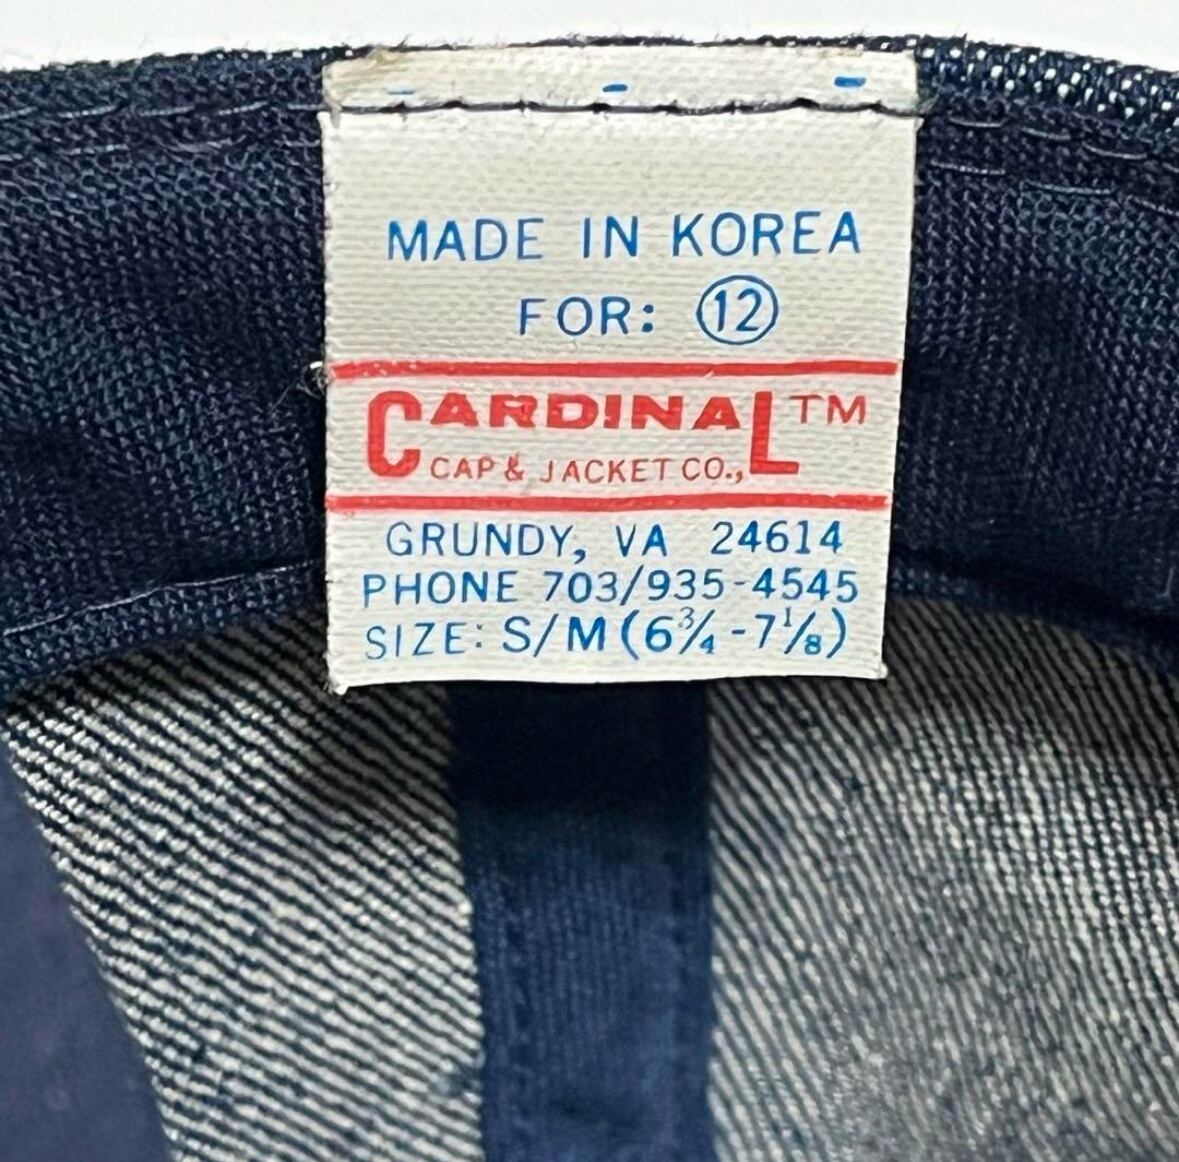 MADE IN KOREA
FOR: ⑫
CARDINAL™
CAP & JACKET CO.,
GRUNDY, VA 24614
PHONE 703/935-4545
SIZE: S/M (6¾-7⅛)